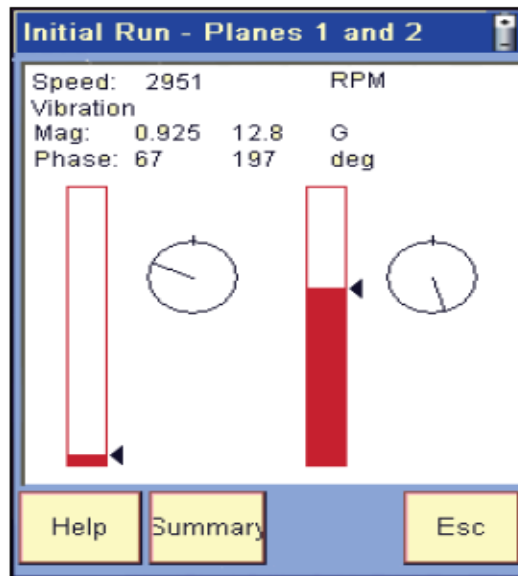 Initial Run - Planes 1 and 2
Speed: 2951 RPM
Vibration
Mag: 0.925 12.8 G
Phase: 67 197 deg
Help Summary Esc